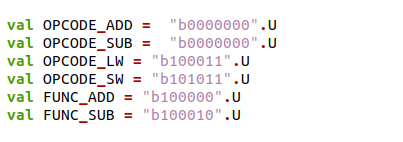 val OPCODE_ADD =  "b0000000".U
val OPCODE_SUB =  "b0000000".U
val OPCODE_LW = "b100011".U
val OPCODE_SW = "b101011".U
val FUNC_ADD = "b100000".U
val FUNC_SUB = "b100010".U